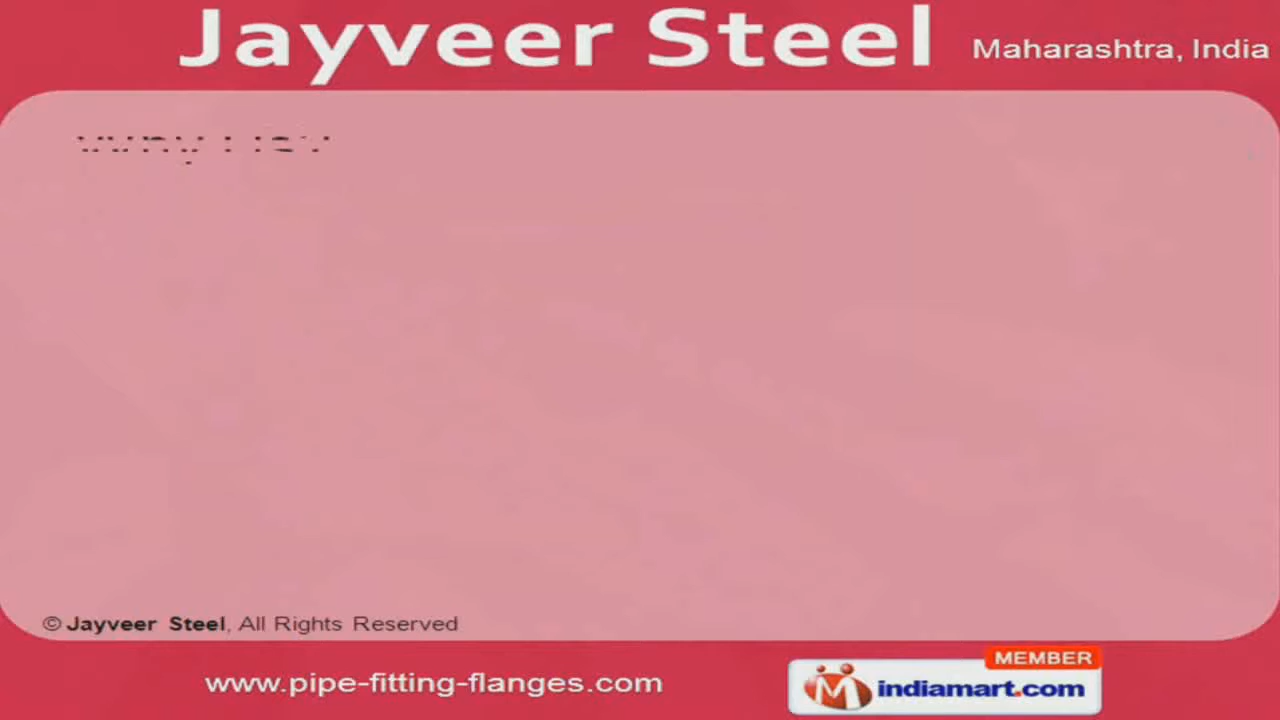 Jayveer Steel Maharashtra, India
© Jayveer Steel, All Rights Reserved
MEMBER
www.pipe-fitting-flanges.com indiamart.com